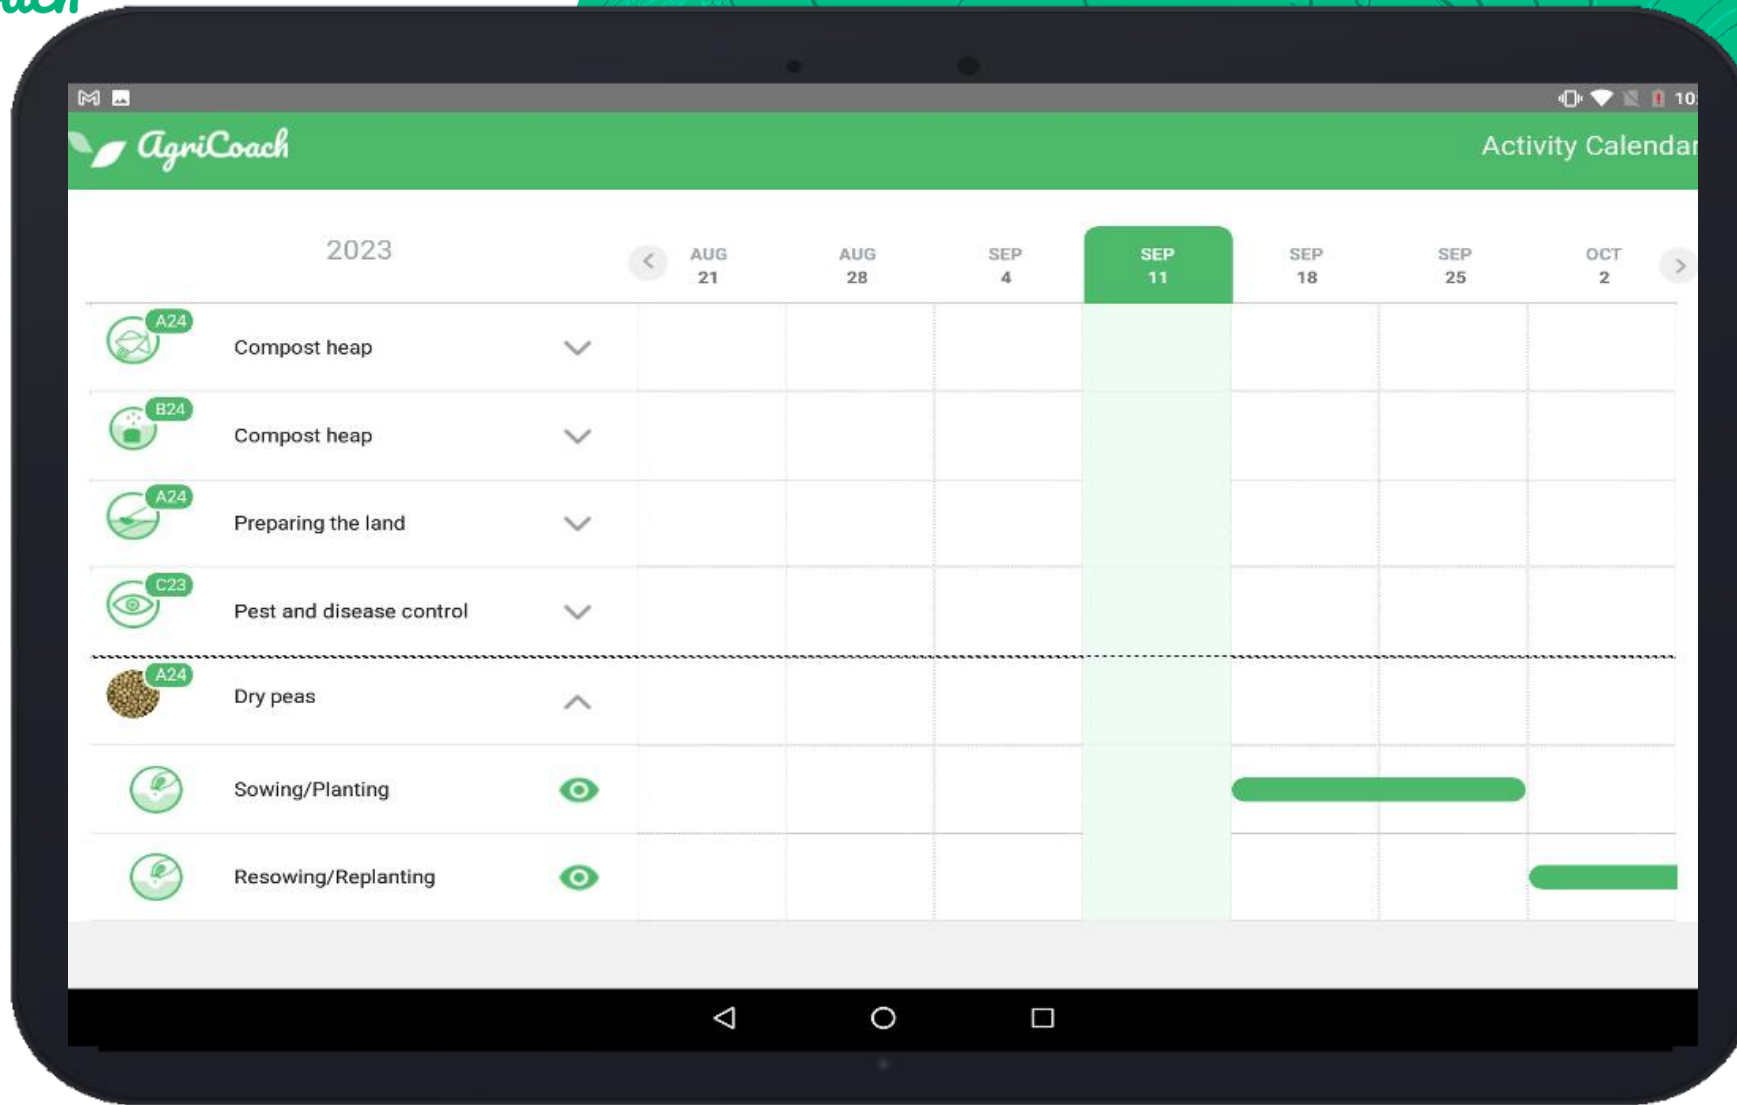 AgriCoach
Activity Calendar
2023
AUG 21
AUG 28
SEP 4
SEP 11
SEP 18
SEP 25
OCT 2
A24
Compost heap
B24
Compost heap
A24
Preparing the land
C23
Pest and disease control
A24
Dry peas
Sowing/Planting
Resowing/Replanting